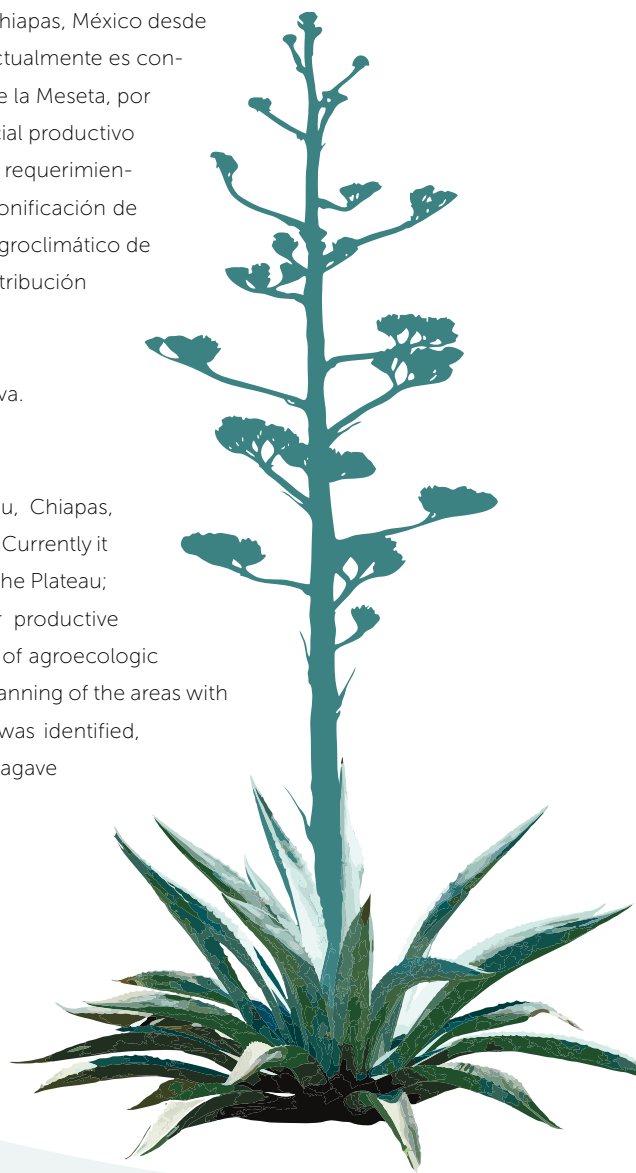 hiapas, México desde
ctualmente es con-
e la Meseta, por
cial productivo
requerimien-
onificación de
groclimático de
tribución
va.
u, Chiapas,
Currently it
he Plateau;
productive
of agroecologic
anning of the areas with
was identified,
agave